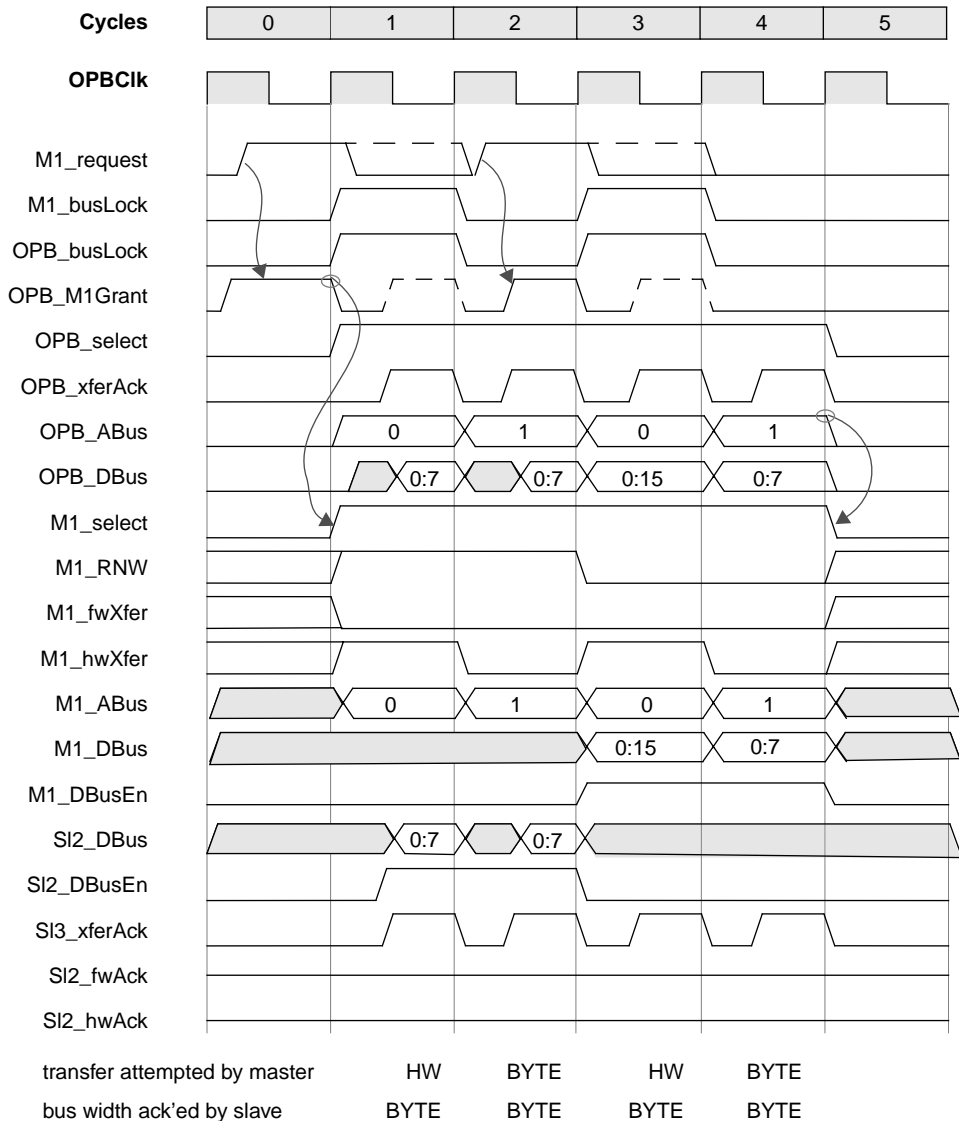 Cycles 0 1 2 3 4 5
OPBClk
M1_request
M1_busLock
OPB_busLock
OPB_M1Grant
OPB_select
OPB_xferAck
OPB_ABus 0 1 0 1
OPB_DBus 0:7 0:7 0:15 0:7
M1_select
M1_RNW
M1_fwXfer
M1_hwXfer
M1_ABus 0 1 0 1
M1_DBus 0:15 0:7
M1_DBusEn
Sl2_DBus 0:7 0:7
Sl2_DBusEn
Sl3_xferAck
Sl2_fwAck
Sl2_hwAck
transfer attempted by master HW BYTE HW BYTE
bus width ack'ed by slave BYTE BYTE BYTE BYTE